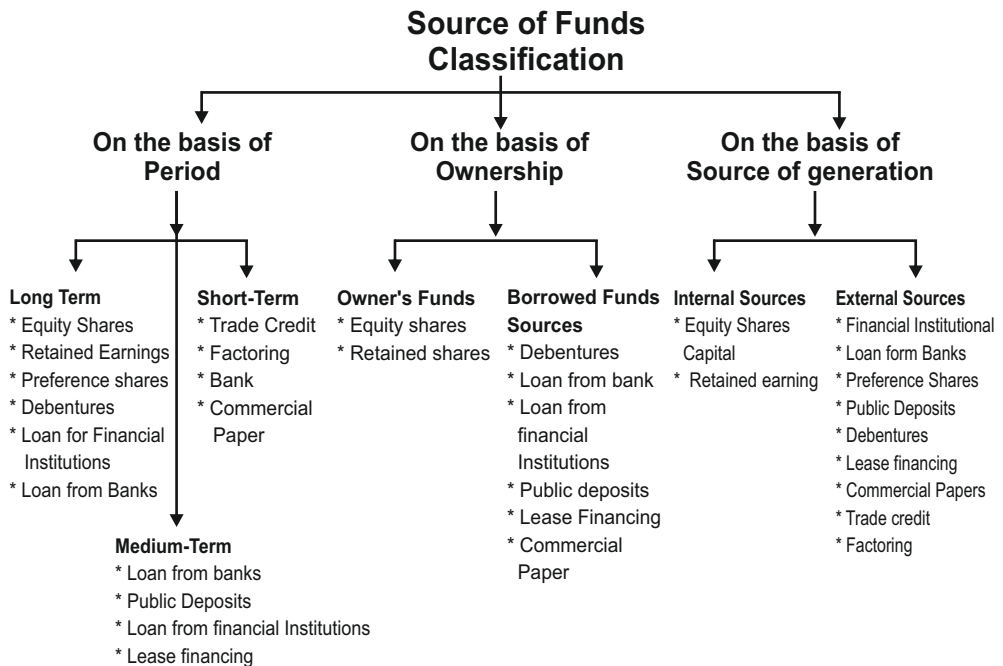 Source of Funds
Classification
On the basis of
Period
On the basis of
Ownership
On the basis of
Source of generation
Long Term
* Equity Shares
* Retained Earnings
* Preference shares
* Debentures
* Loan for Financial
Institutions
* Loan from Banks
Short-Term
* Trade Credit
* Factoring
* Bank
* Commercial
Paper
Medium-Term
* Loan from banks
* Public Deposits
* Loan from financial Institutions
* Lease financing
Owner's Funds
* Equity shares
* Retained shares
Borrowed Funds
Sources
* Debentures
* Loan from bank
* Loan from
financial
Institutions
* Public deposits
* Lease Financing
* Commercial
Paper
Internal Sources
* Equity Shares
Capital
* Retained earning
External Sources
* Financial Institutional
* Loan form Banks
* Preference Shares
* Public Deposits
* Debentures
* Lease financing
* Commercial Papers
* Trade credit
* Factoring